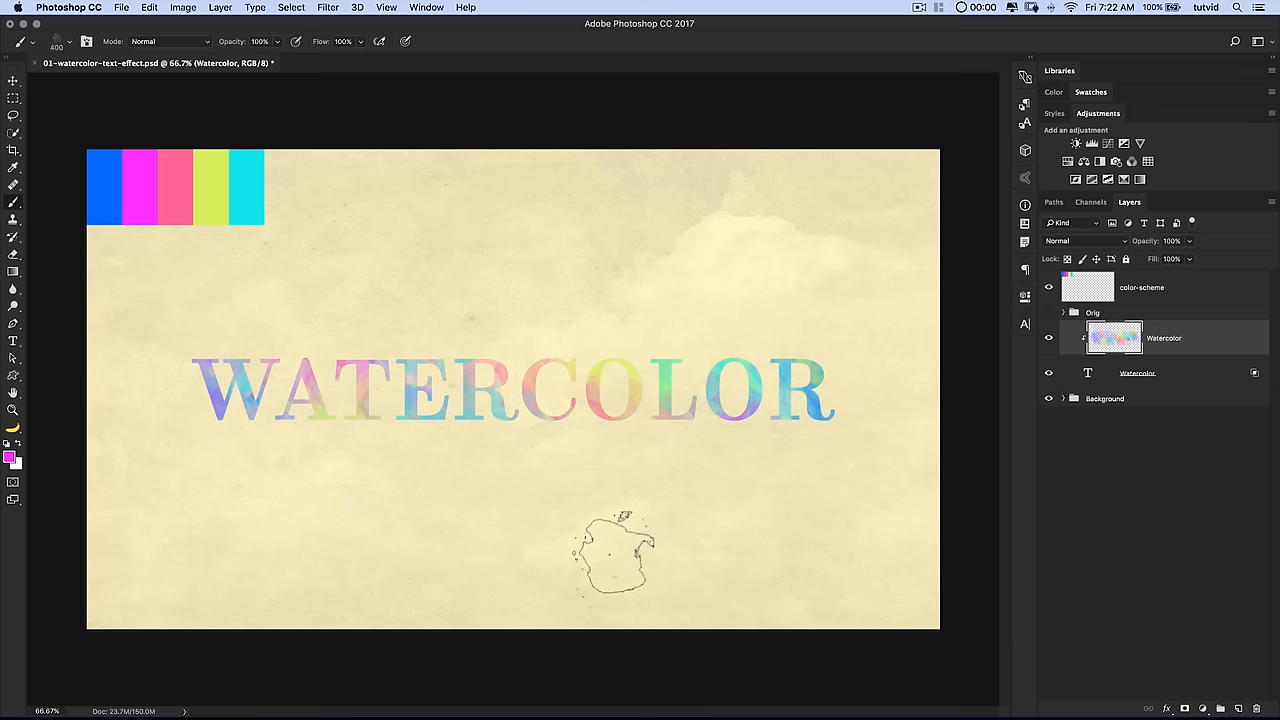 Photoshop CC File Edit Image Layer Type Select Filter 3D View Window Help 00:00 100% Fri 7:22 AM tutvid
Adobe Photoshop CC 2017
400 Mode: Normal Opacity: 100% Flow: 100%
01-watercolor-text-effect.psd @ 66.7% (Watercolor, RGB/8) *
Libraries
Color Swatches
Styles Adjustments
Add an adjustment
Paths Channels Layers
Kind
Normal Opacity: 100%
Lock: Fill: 100%
color-scheme
Orig
Watercolor
T Watercolor
Background
WATERCOLOR
66.67% Doc: 23.7M/150.0M
fx